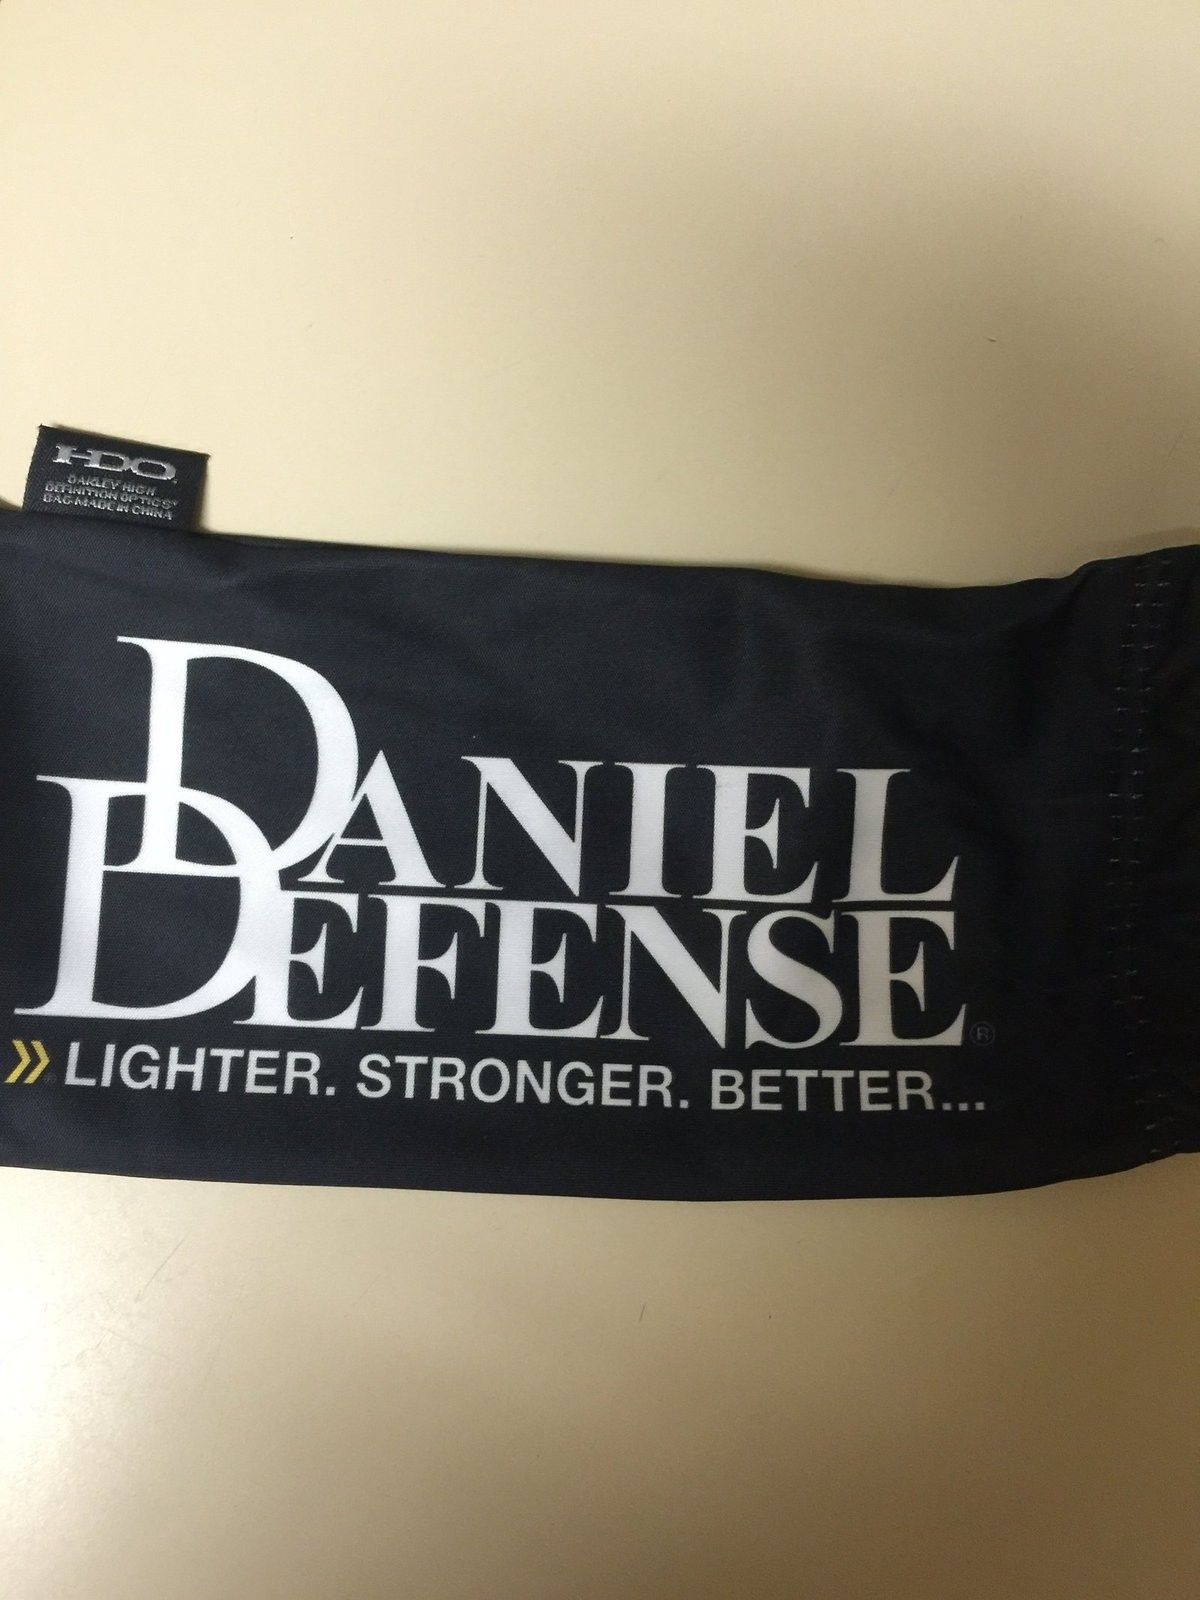 HDO
OAKLEY HIGH
DEFINITION OPTICS®
BAG MADE IN CHINA
DANIEL
DEFENSE®
» LIGHTER. STRONGER. BETTER...